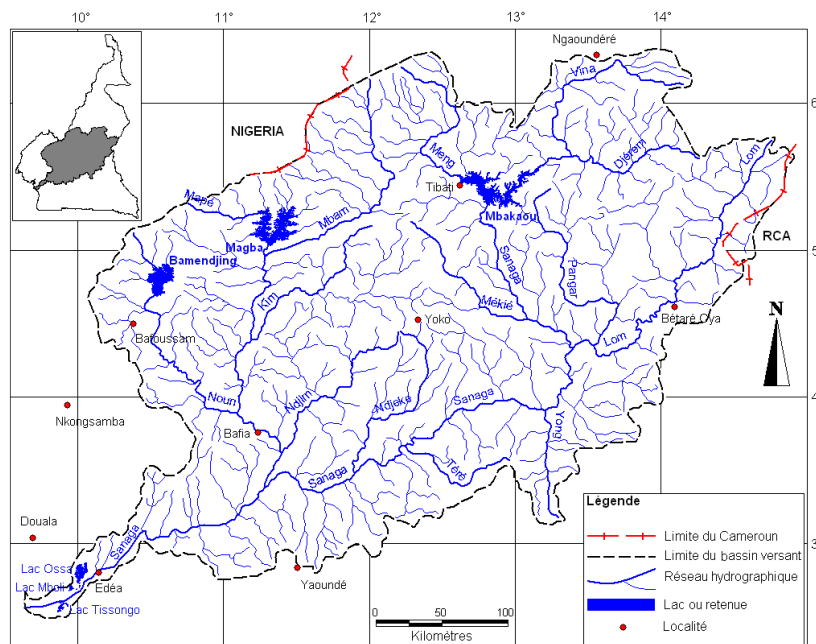 10° 11° 12° 13° 14°
Ngaoundéré
Vina
6
NIGERIA
Meng
Djérem
Lom
Tibati
Mapé
Mbam
Mbakaou
Magba
RCA
5
Bamendjing
Sanaga
Pangar
Kim
Mékié
Bétaré Oya
Yoko
N
Bafoussam
Lom
Noun
Ndjim
Ndjeke
Sanaga
4
Nkongsamba
Yong
Bafia
Sanaga
Téré
Légende
Douala
Limite du Cameroun
3
Sanaga
Limite du bassin versant
Lac Ossa
Réseau hydrographique
Lac Mboli
Edéa
Yaoundé
Lac Tissongo
Lac ou retenue
0 50 100
Localité
Kilométres